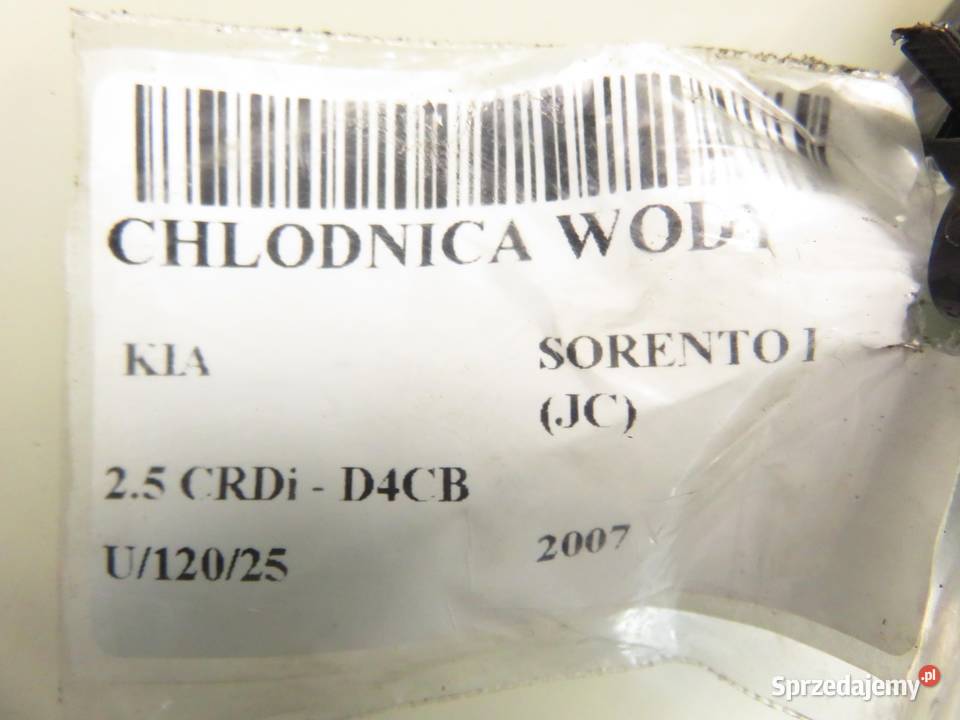 CHLODNICA WODY
KIA SORENTO I
(JC)
2.5 CRDi - D4CB
U/120/25 2007
Sprzedajemy.pl